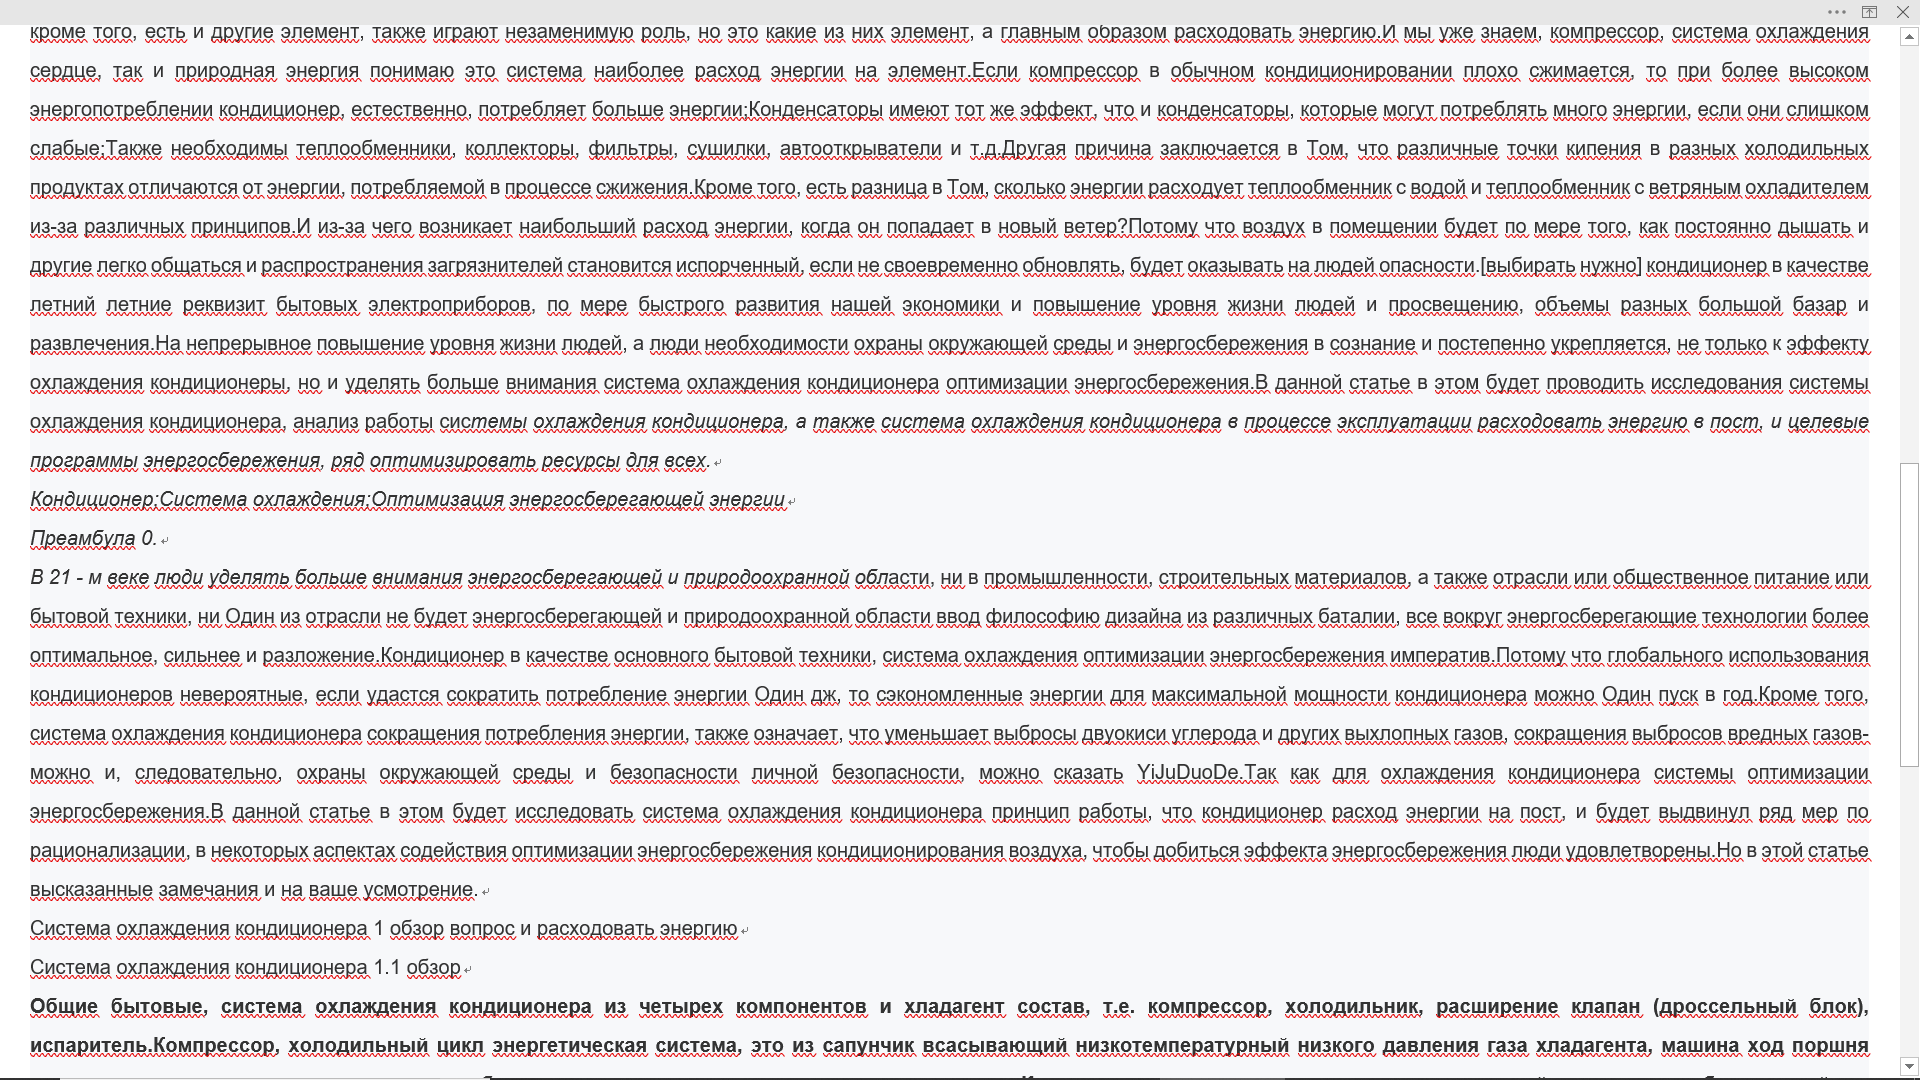 кроме того, есть и другие элемент, также играют незаменимую роль, но это какие из них элемент, а главным образом расходовать энергию.И мы уже знаем, компрессор, система охлаждения
сердце, так и природная энергия понимаю это система наиболее расход энергии на элемент.Если компрессор в обычном кондиционировании плохо сжимается, то при более высоком
энергопотреблении кондиционер, естественно, потребляет больше энергии;Конденсаторы имеют тот же эффект, что и конденсаторы, которые могут потреблять много энергии, если они слишком
слабые;Также необходимы теплообменники, коллекторы, фильтры, сушилки, автооткрыватели и т.д.Другая причина заключается в Том, что различные точки кипения в разных холодильных
продуктах отличаются от энергии, потребляемой в процессе сжижения.Кроме того, есть разница в Том, сколько энергии расходует теплообменник с водой и теплообменник с ветряным охладителем
из-за различных принципов.И из-за чего возникает наибольший расход энергии, когда он попадает в новый ветер?Потому что воздух в помещении будет по мере того, как постоянно дышать и
другие легко общаться и распространения загрязнителей становится испорченный, если не своевременно обновлять, будет оказывать на людей опасности.[выбирать нужно] кондиционер в качестве
летний летние реквизит бытовых электроприборов, по мере быстрого развития нашей экономики и повышение уровня жизни людей и просвещению, объемы разных большой базар и
развлечения.На непрерывное повышение уровня жизни людей, а люди необходимости охраны окружающей среды и энергосбережения в сознание и постепенно укрепляется, не только к эффекту
охлаждения кондиционеры, но и уделять больше внимания система охлаждения кондиционера оптимизации энергосбережения.В данной статье в этом будет проводить исследования системы
охлаждения кондиционера, анализ работы системы охлаждения кондиционера, а также система охлаждения кондиционера в процессе эксплуатации расходовать энергию в пост, и целевые
программы энергосбережения, ряд оптимизировать ресурсы для всех.
Кондиционер;Система охлаждения;Оптимизация энергосберегающей энергии
Преамбула 0.
В 21 - м веке люди уделять больше внимания энергосберегающей и природоохранной области, ни в промышленности, строительных материалов, а также отрасли или общественное питание или
бытовой техники, ни Один из отрасли не будет энергосберегающей и природоохранной области ввод философию дизайна из различных баталии, все вокруг энергосберегающие технологии более
оптимальное, сильнее и разложение.Кондиционер в качестве основного бытовой техники, система охлаждения оптимизации энергосбережения императив.Потому что глобального использования
кондиционеров невероятные, если удастся сократить потребление энергии Один дж, то сэкономленные энергии для максимальной мощности кондиционера можно Один пуск в год.Кроме того,
система охлаждения кондиционера сокращения потребления энергии, также означает, что уменьшает выбросы двуокиси углерода и других выхлопных газов, сокращения выбросов вредных газов-
можно и, следовательно, охраны окружающей среды и безопасности личной безопасности, можно сказать YiJuDuoDe.Так как для охлаждения кондиционера системы оптимизации
энергосбережения.В данной статье в этом будет исследовать система охлаждения кондиционера принцип работы, что кондиционер расход энергии на пост, и будет выдвинул ряд мер по
рационализации, в некоторых аспектах содействия оптимизации энергосбережения кондиционирования воздуха, чтобы добиться эффекта энергосбережения люди удовлетворены.Но в этой статье
высказанные замечания и на ваше усмотрение.
Система охлаждения кондиционера 1 обзор вопрос и расходовать энергию
Система охлаждения кондиционера 1.1 обзор
Общие бытовые, система охлаждения кондиционера из четырех компонентов и хладагент состав, т.е. компрессор, холодильник, расширение клапан (дроссельный блок),
испаритель.Компрессор, холодильный цикл энергетическая система, это из сапунчик всасывающий низкотемпературный низкого давления газа хладагента, машина ход поршня